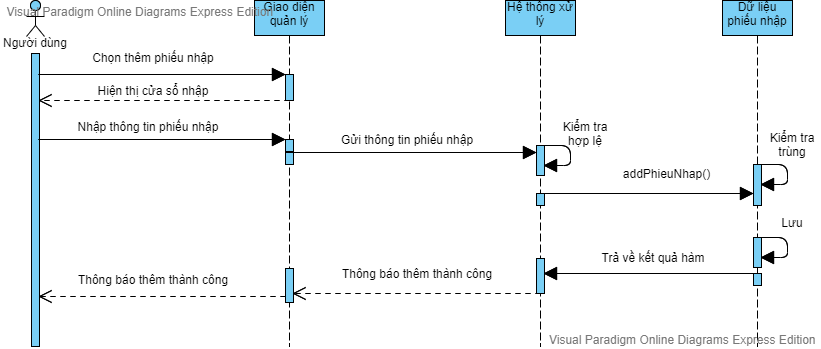 Visual Paradigm Online Diagrams Express Edition
Người dùng
Giao diện
quản lý
Hệ thống xử
lý
Dữ liệu
phiếu nhập
Chọn thêm phiếu nhập
Hiện thị cửa sổ nhập
Nhập thông tin phiếu nhập
Gửi thông tin phiếu nhập
Kiểm tra
hợp lệ
Kiểm tra
trùng
addPhieuNhap()
Lưu
Trả về kết quả hàm
Thông báo thêm thành công
Thông báo thêm thành công
Visual Paradigm Online Diagrams Express Edition